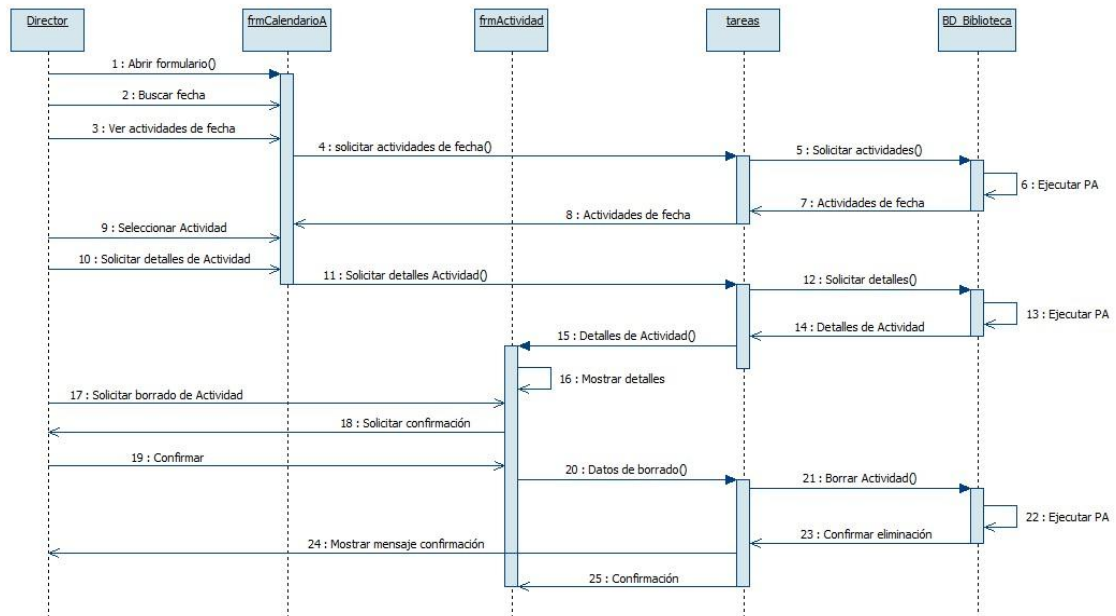 Director
frmCalendarioA
frmActividad
tareas
BD_Biblioteca
1 : Abrir formulario()
2 : Buscar fecha
3 : Ver actividades de fecha
4 : solicitar actividades de fecha()
5 : Solicitar actividades()
6 : Ejecutar PA
7 : Actividades de fecha
8 : Actividades de fecha
9 : Seleccionar Actividad
10 : Solicitar detalles de Actividad
11 : Solicitar detalles Actividad()
12 : Solicitar detalles()
13 : Ejecutar PA
14 : Detalles de Actividad
15 : Detalles de Actividad()
16 : Mostrar detalles
17 : Solicitar borrado de Actividad
18 : Solicitar confirmación
19 : Confirmar
20 : Datos de borrado()
21 : Borrar Actividad()
22 : Ejecutar PA
23 : Confirmar eliminación
24 : Mostrar mensaje confirmación
25 : Confirmación